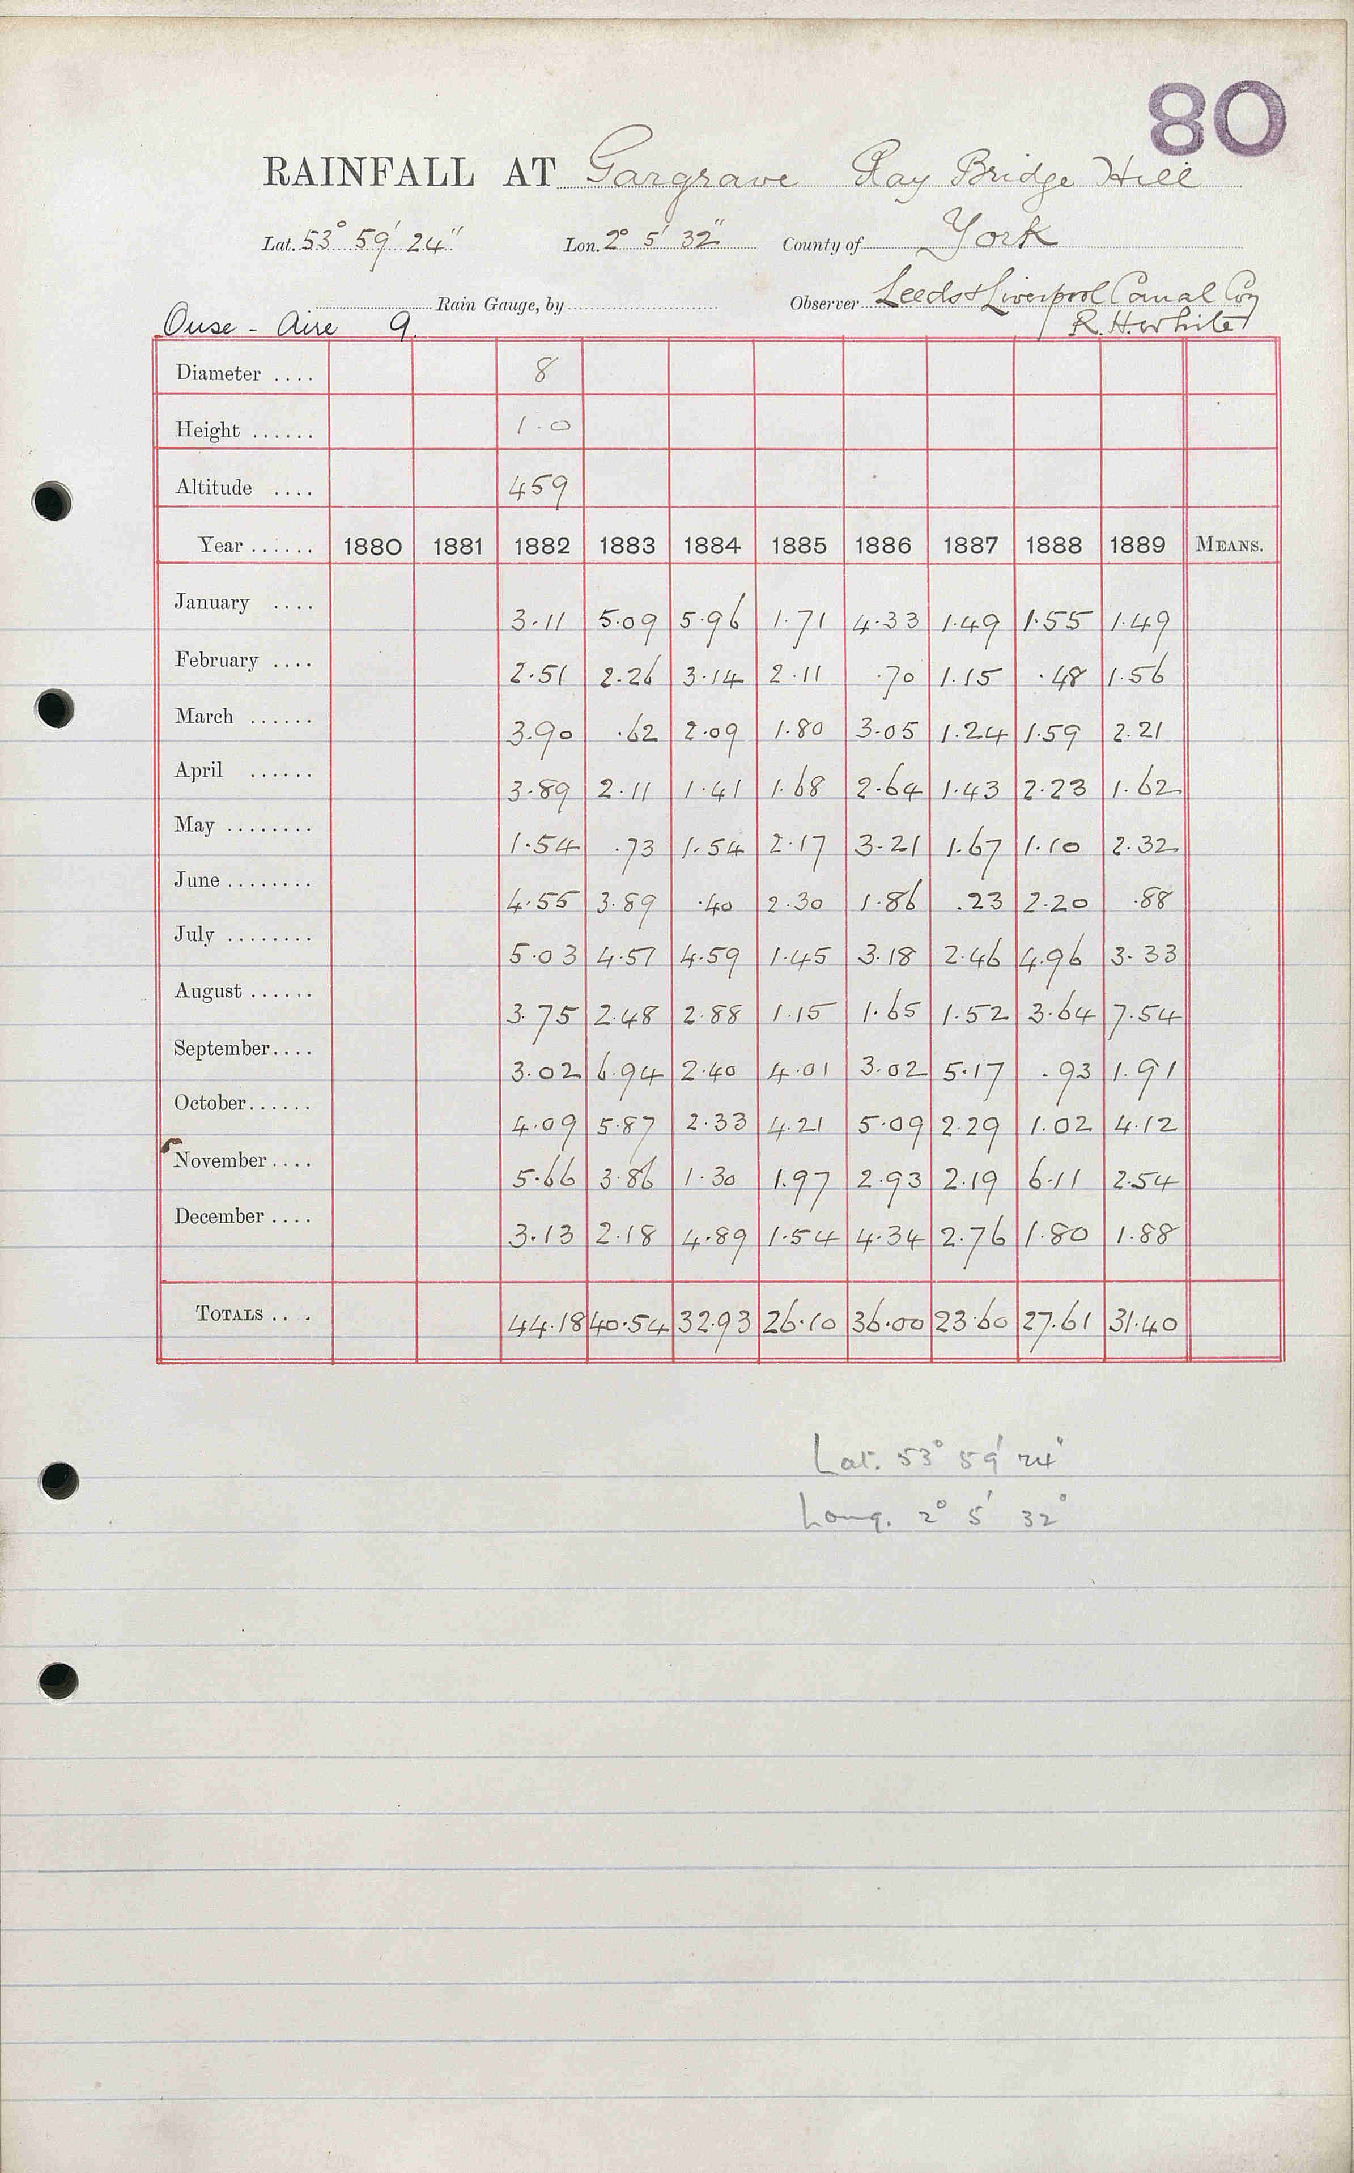 80
RAINFALL AT Gargrave Ray Bridge Hill
Lat. 53° 59' 24" Lon. 2° 5' 32" County of York
Rain Gauge, by Observer Leeds & Liverpool Canal Coy
Ouse - Aire 9. R. H. White
Diameter .... 8
Height ...... 1.0
Altitude .... 459
Year ...... 1880 1881 1882 1883 1884 1885 1886 1887 1888 1889 MEANS.
January .... 3.11 5.09 5.96 1.71 4.33 1.49 1.55 1.49
February .... 2.51 2.26 3.14 2.11 .70 1.15 .48 1.56
March ...... 3.90 .62 2.09 1.80 3.05 1.24 1.59 2.21
April ...... 3.89 2.11 1.41 1.68 2.64 1.43 2.23 1.62
May ........ 1.54 .73 1.54 2.17 3.21 1.67 1.10 2.32
June ........ 4.55 3.89 .40 2.30 1.86 .23 2.20 .88
July ........ 5.03 4.51 4.59 1.45 3.18 2.46 4.96 3.33
August ...... 3.75 2.48 2.88 1.15 1.65 1.52 3.64 7.54
September.... 3.02 6.94 2.40 4.01 3.02 5.17 .93 1.91
October...... 4.09 5.87 2.33 4.21 5.09 2.29 1.02 4.12
November .... 5.66 3.86 1.30 1.97 2.93 2.19 6.11 2.54
December .... 3.13 2.18 4.89 1.54 4.34 2.76 1.80 1.88
TOTALS .... 44.18 40.54 32.93 26.10 36.00 23.60 27.61 31.40
Lat. 53° 59' 24"
Long. 2° 5' 32°